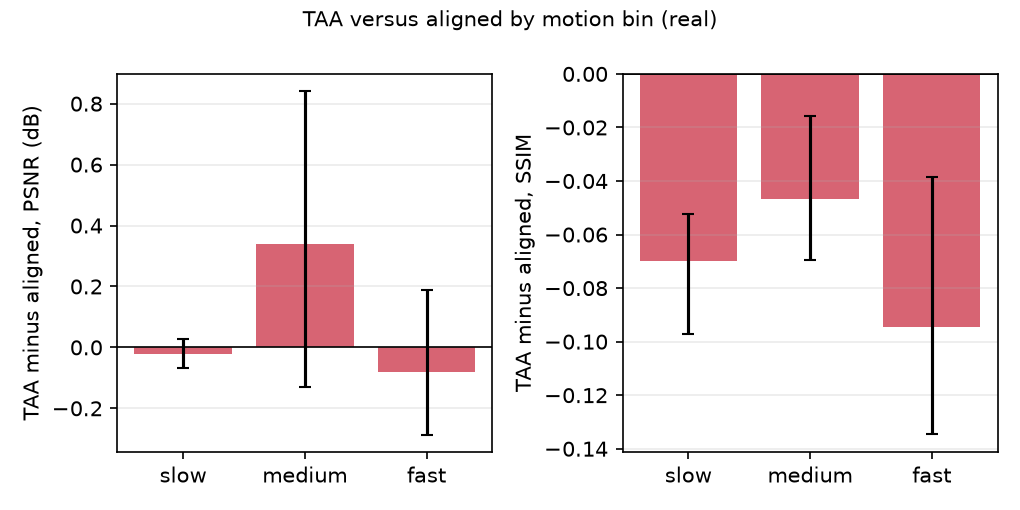 TAA versus aligned by motion bin (real)
TAA minus aligned, PSNR (dB)
0.8
0.6
0.4
0.2
0.0
−0.2
slow medium fast
TAA minus aligned, SSIM
0.00
−0.02
−0.04
−0.06
−0.08
−0.10
−0.12
−0.14
slow medium fast